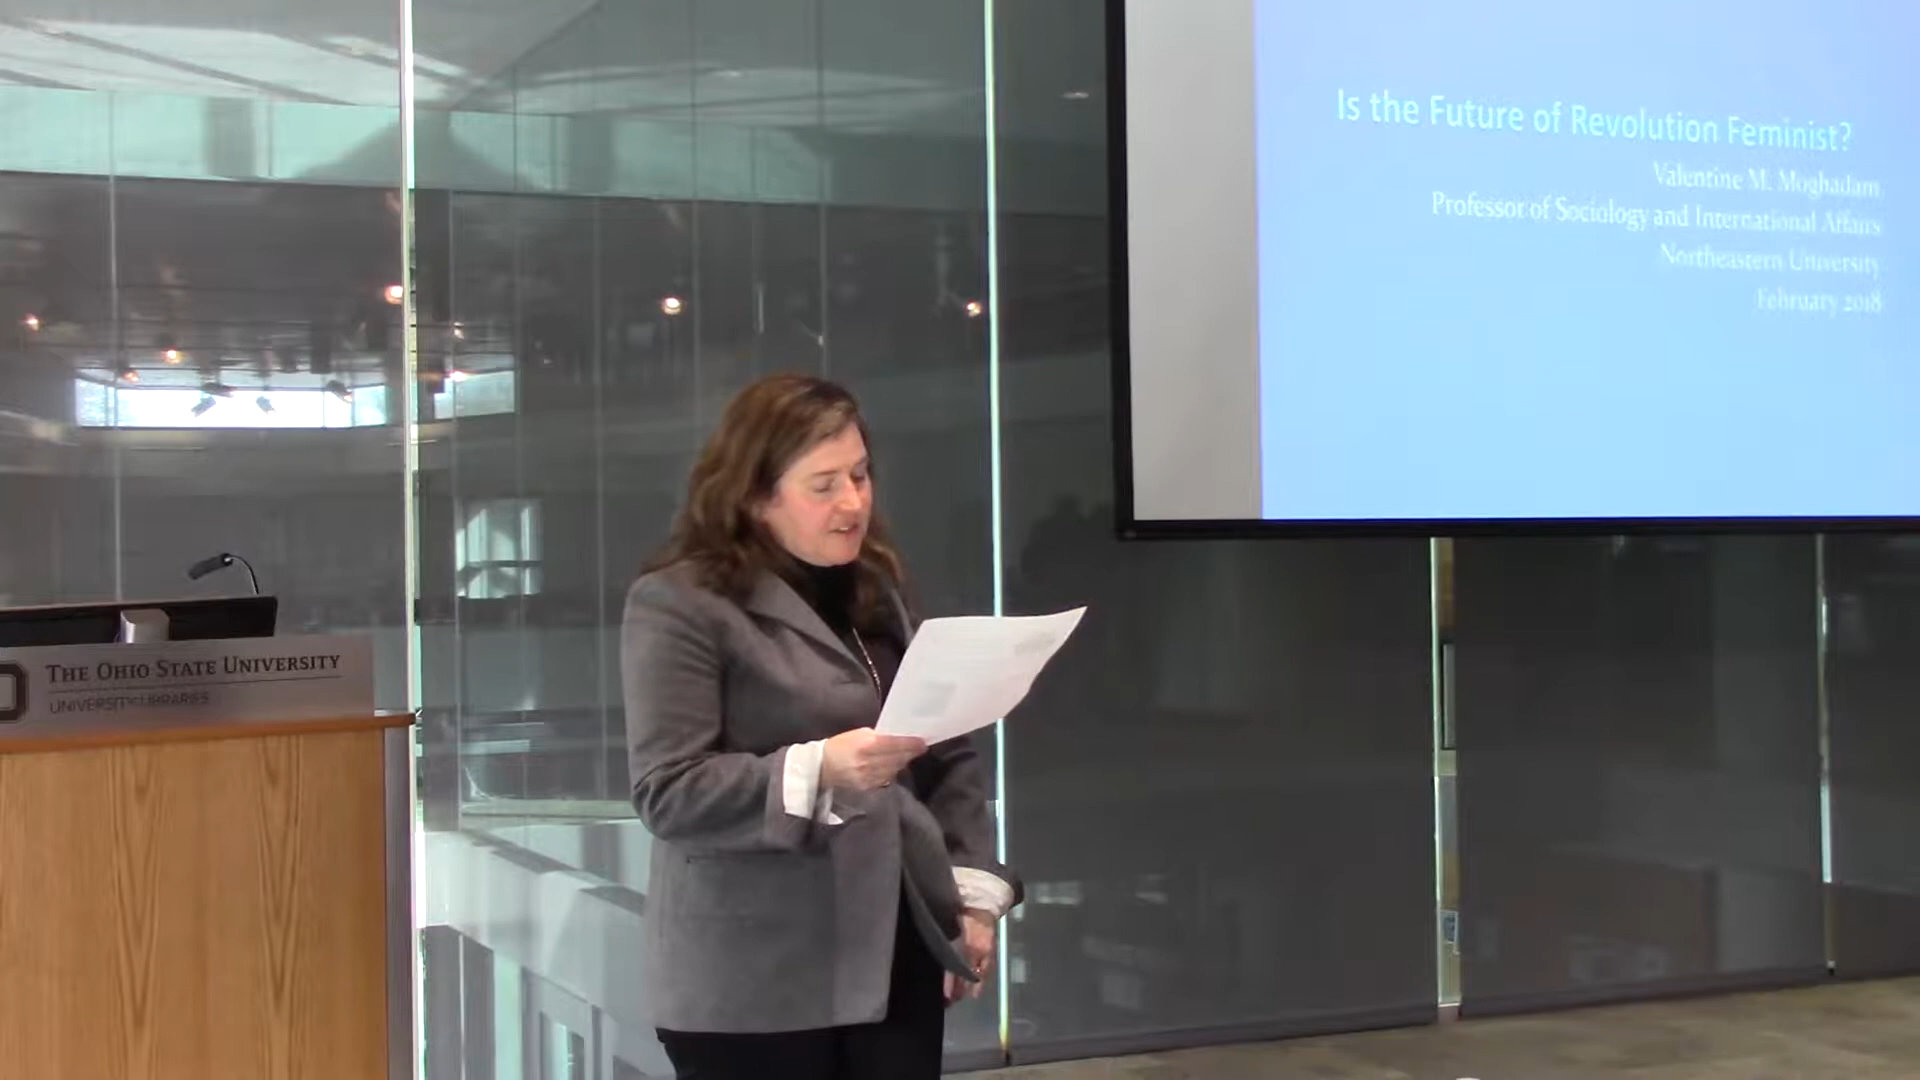 Is the Future of Revolution Feminist?
Valentine M. Moghadam
Professor of Sociology and International Affairs
Northeastern University
February 2018
THE OHIO STATE UNIVERSITY
UNIVERSITY LIBRARIES